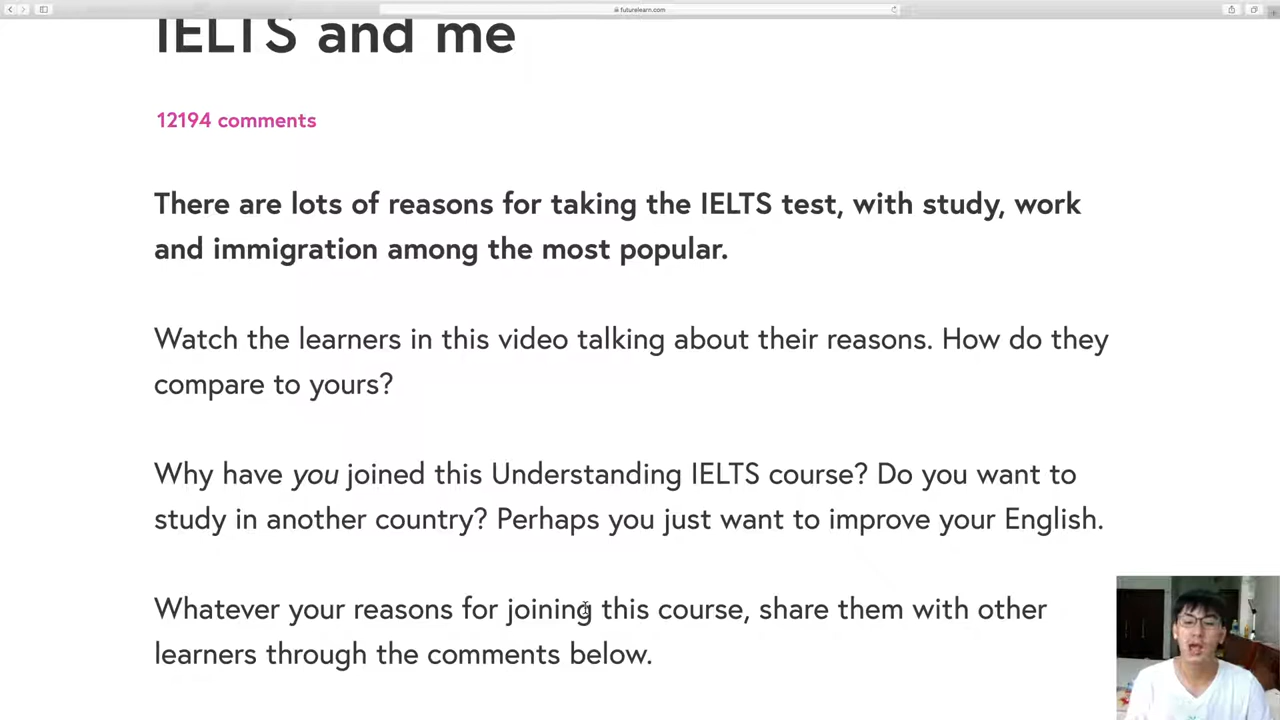 futurelearn.com
IELTS and me
12194 comments
There are lots of reasons for taking the IELTS test, with study, work
and immigration among the most popular.
Watch the learners in this video talking about their reasons. How do they
compare to yours?
Why have you joined this Understanding IELTS course? Do you want to
study in another country? Perhaps you just want to improve your English.
Whatever your reasons for joining this course, share them with other
learners through the comments below.